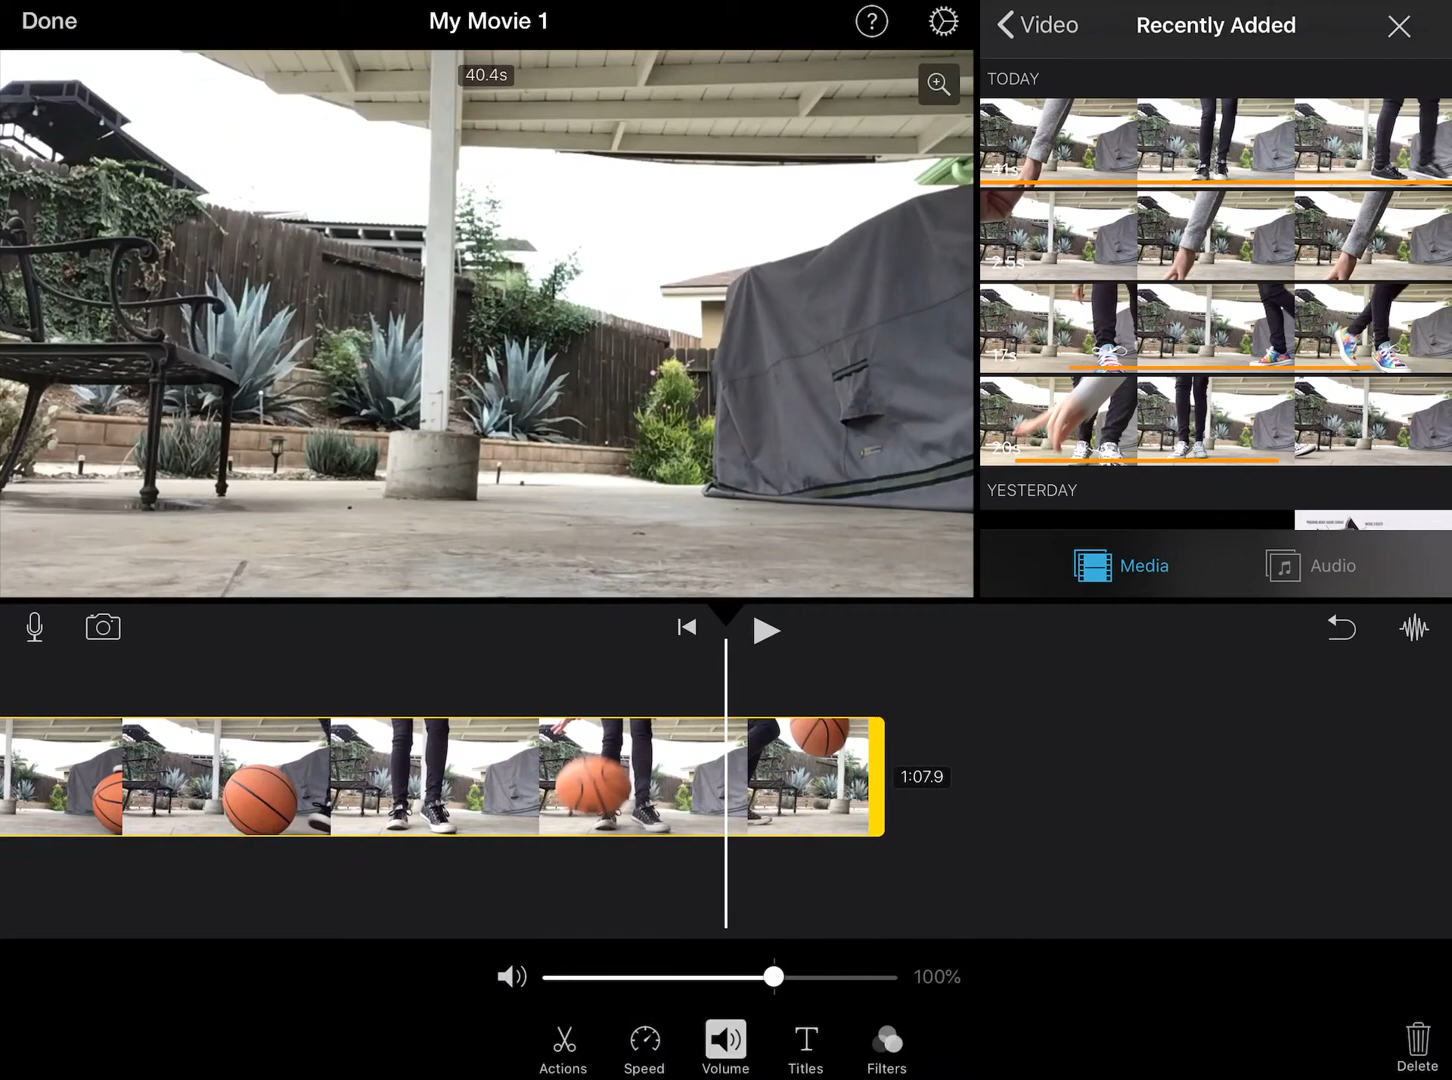 Done
My Movie 1
?
40.4s
Video
Recently Added
TODAY
41s
2.5s
17s
20s
YESTERDAY
Media
Audio
1:07.9
100%
Actions
Speed
Volume
Titles
Filters
Delete